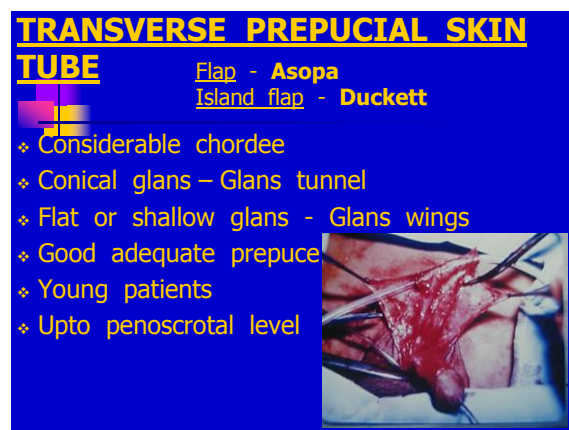 TRANSVERSE PREPUCIAL SKIN
TUBE
Flap - Asopa
Island flap - Duckett
❖ Considerable chordee
❖ Conical glans – Glans tunnel
❖ Flat or shallow glans - Glans wings
❖ Good adequate prepuce
❖ Young patients
❖ Upto penoscrotal level